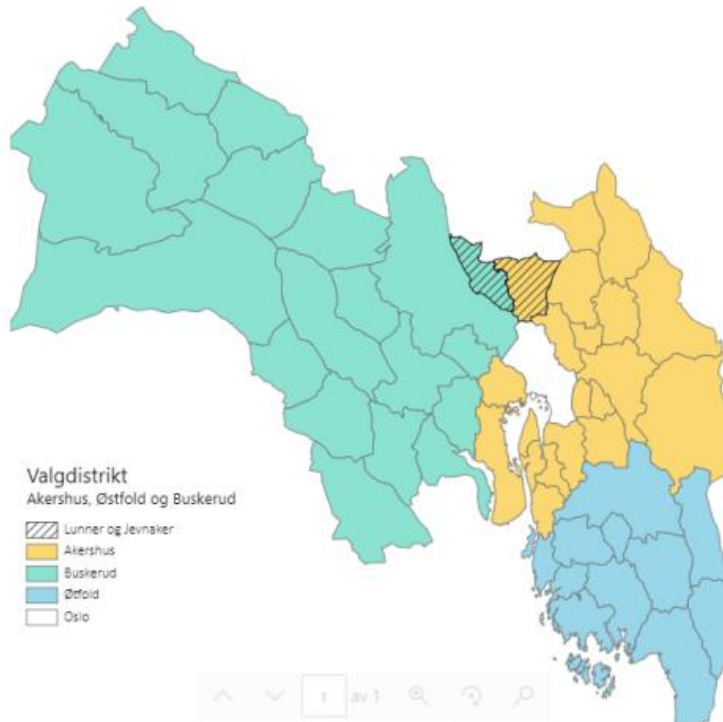 Valgdistrikt
Akershus, Østfold og Buskerud
Lunner og Jevnaker
Akershus
Buskerud
Øtfold
Oslo
1 av 1